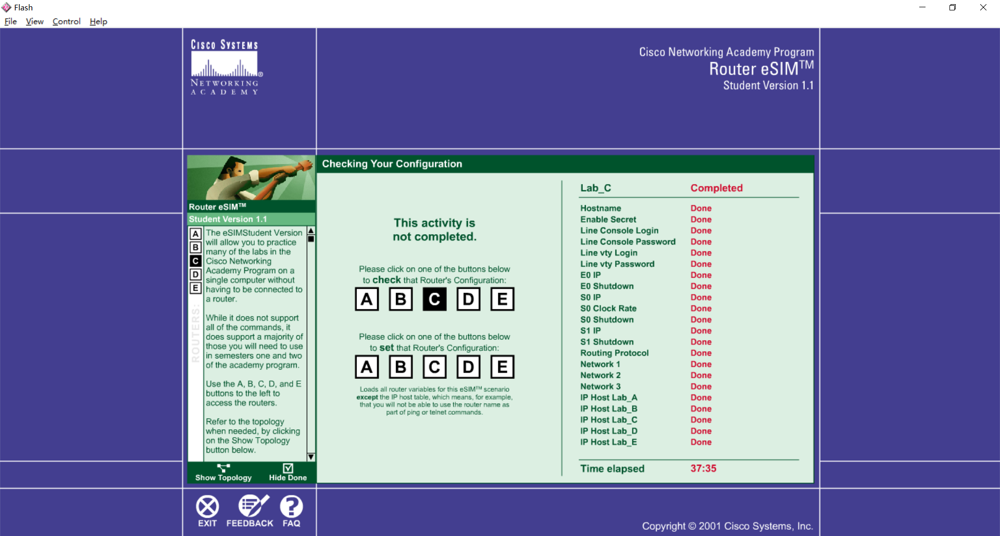 Flash
File View Control Help
CISCO SYSTEMS
®
NETWORKING
ACADEMY
Cisco Networking Academy Program
Router eSIM™
Student Version 1.1
Router eSIM™
Student Version 1.1
A
B
C
D
E
ROUTERS:
The eSIMStudent Version
will allow you to practice
many of the labs in the
Cisco Networking
Academy Program on a
single computer without
having to be connected to
a router.
While it does not support
all of the commands, it
does support a majority of
those you will need to use
in semesters one and two
of the academy program.
Use the A, B, C, D, and E
buttons to the left to
access the routers.
Refer to the topology
when needed, by clicking
on the Show Topology
button below.
Show Topology
Hide Done
Checking Your Configuration
This activity is
not completed.
Please click on one of the buttons below
to check that Router's Configuration:
A B C D E
Please click on one of the buttons below
to set that Router's Configuration:
A B C D E
Loads all router variables for this eSIM™ scenario
except the IP host table, which means, for example,
that you will not be able to use the router name as
part of ping or telnet commands.
Lab_C Completed
Hostname Done
Enable Secret Done
Line Console Login Done
Line Console Password Done
Line vty Login Done
Line vty Password Done
E0 IP Done
E0 Shutdown Done
S0 IP Done
S0 Clock Rate Done
S0 Shutdown Done
S1 IP Done
S1 Shutdown Done
Routing Protocol Done
Network 1 Done
Network 2 Done
Network 3 Done
IP Host Lab_A Done
IP Host Lab_B Done
IP Host Lab_C Done
IP Host Lab_D Done
IP Host Lab_E Done
Time elapsed 37:35
EXIT
FEEDBACK
?
FAQ
Copyright © 2001 Cisco Systems, Inc.